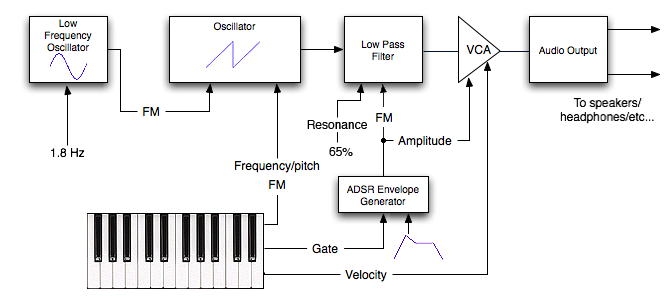 Low
Frequency
Oscillator
Oscillator
Low Pass
Filter
VCA
Audio Output
FM
Resonance
FM
To speakers/
headphones/etc...
Amplitude
1.8 Hz
65%
Frequency/pitch
FM
ADSR Envelope
Generator
Gate
Velocity